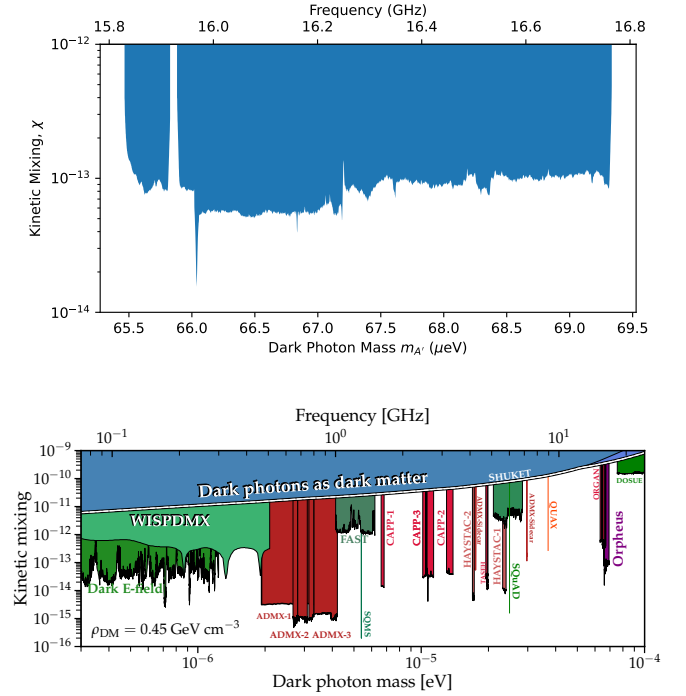 Frequency (GHz)
15.8 16.0 16.2 16.4 16.6 16.8
10−12
10−13
10−14
Kinetic Mixing, χ
65.5 66.0 66.5 67.0 67.5 68.0 68.5 69.0 69.5
Dark Photon Mass mA′ (μeV)
Frequency [GHz]
10−1 100 101
10−9
10−10
10−11
10−12
10−13
10−14
10−15
10−16
Kinetic mixing
Dark photons as dark matter
WISPDMX
Dark E-field
ADMX-1
ADMX-2
ADMX-3
FAST
SQMS
CAPP-1
CAPP-3
CAPP-2
HAYSTAC-2
ADMX-Sidecar
TASEH
HAYSTAC-1
SHUKET
SQuAD
ADMX-Sidecar
QUAX
ORGAN
Orpheus
DOSUE
ρDM = 0.45 GeV cm−3
10−6 10−5 10−4
Dark photon mass [eV]